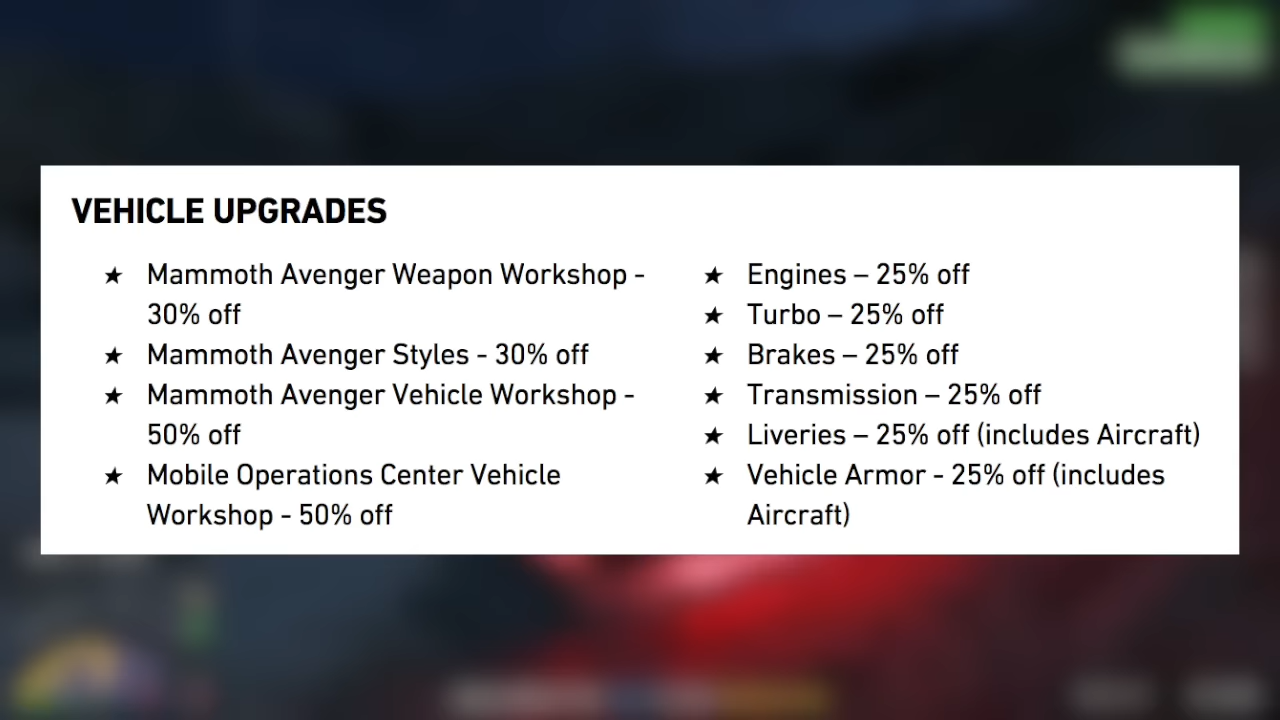 VEHICLE UPGRADES
★ Mammoth Avenger Weapon Workshop -
30% off
★ Mammoth Avenger Styles - 30% off
★ Mammoth Avenger Vehicle Workshop -
50% off
★ Mobile Operations Center Vehicle
Workshop - 50% off
★ Engines – 25% off
★ Turbo – 25% off
★ Brakes – 25% off
★ Transmission – 25% off
★ Liveries – 25% off (includes Aircraft)
★ Vehicle Armor - 25% off (includes
Aircraft)